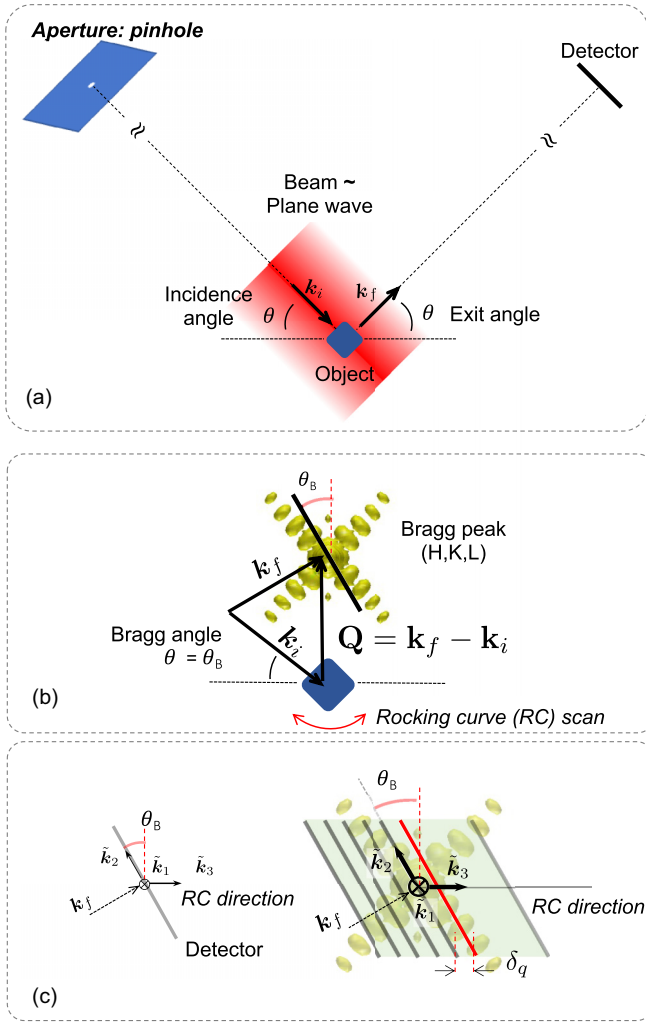 Aperture: pinhole
Detector
Beam ~
Plane wave
Incidence
angle
θ
k_i
k_f
θ
Exit angle
Object
(a)
θ_B
Bragg peak
(H,K,L)
k_f
Bragg angle
θ = θ_B
k_i
Q = k_f − k_i
Rocking curve (RC) scan
(b)
θ_B
k̃_2
k̃_1
k̃_3
RC direction
k_f
Detector
θ_B
k̃_2
k̃_3
k̃_1
RC direction
k_f
δ_q
(c)